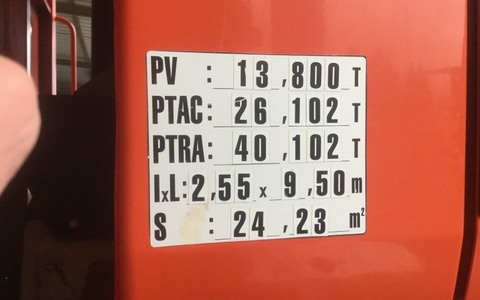 PV : 13,800 T
PTAC: 26,102 T
PTRA: 40,102 T
IxL: 2,55 x 9,50 m
S : 24,23 m²